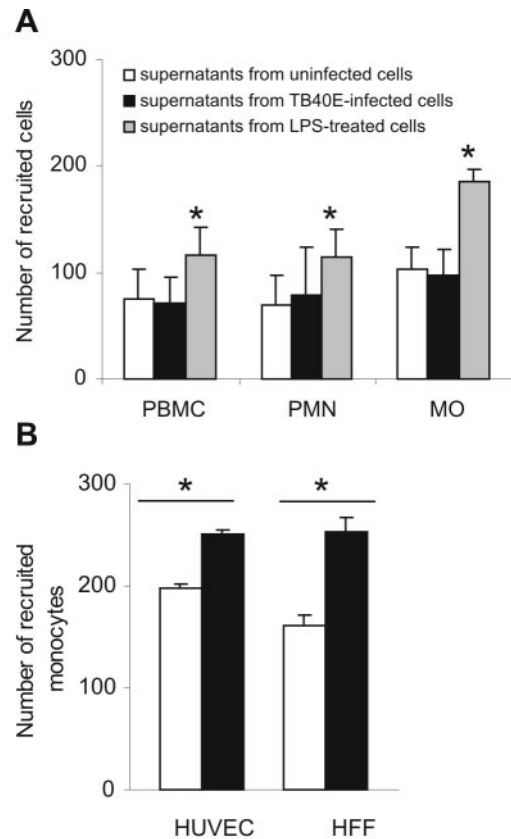 A
300
200
100
0
Number of recruited cells
supernatants from uninfected cells
supernatants from TB40E-infected cells
supernatants from LPS-treated cells
*
*
*
PBMC
PMN
MO
B
300
200
100
0
Number of recruited
monocytes
*
*
HUVEC
HFF